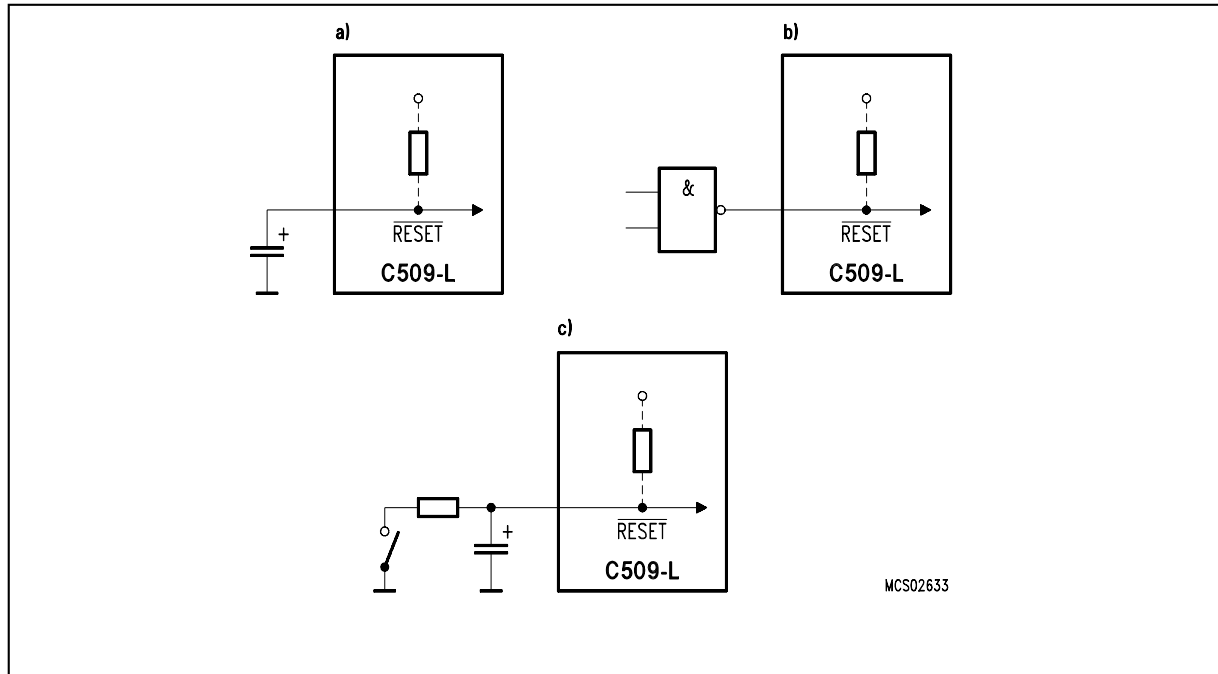 a)
b)
+
RESET
C509-L
&
RESET
C509-L
c)
+
RESET
C509-L
MCS02633